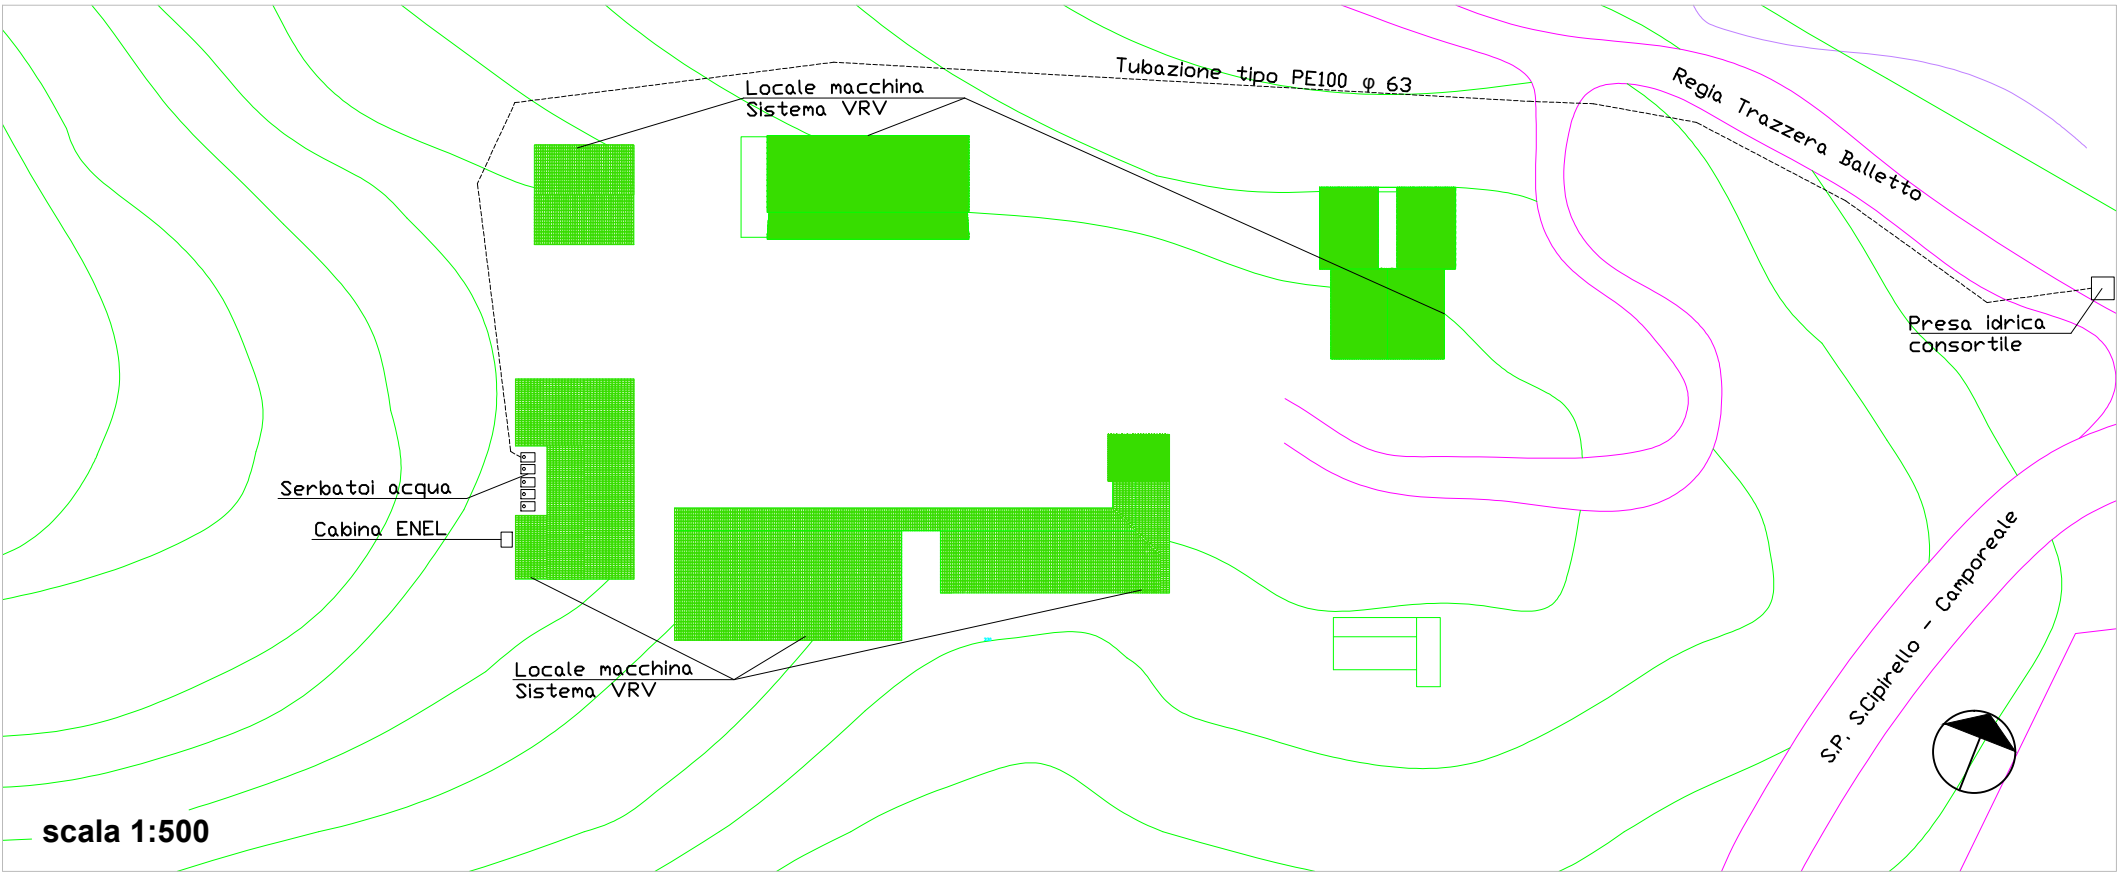 Tubazione tipo PE100 φ 63
Locale macchina
Sistema VRV
Regia Trazzera Balletto
Presa idrica
consortile
Serbatoi acqua
Cabina ENEL
Locale macchina
Sistema VRV
S.P. S.Cipirello - Camporeale
scala 1:500